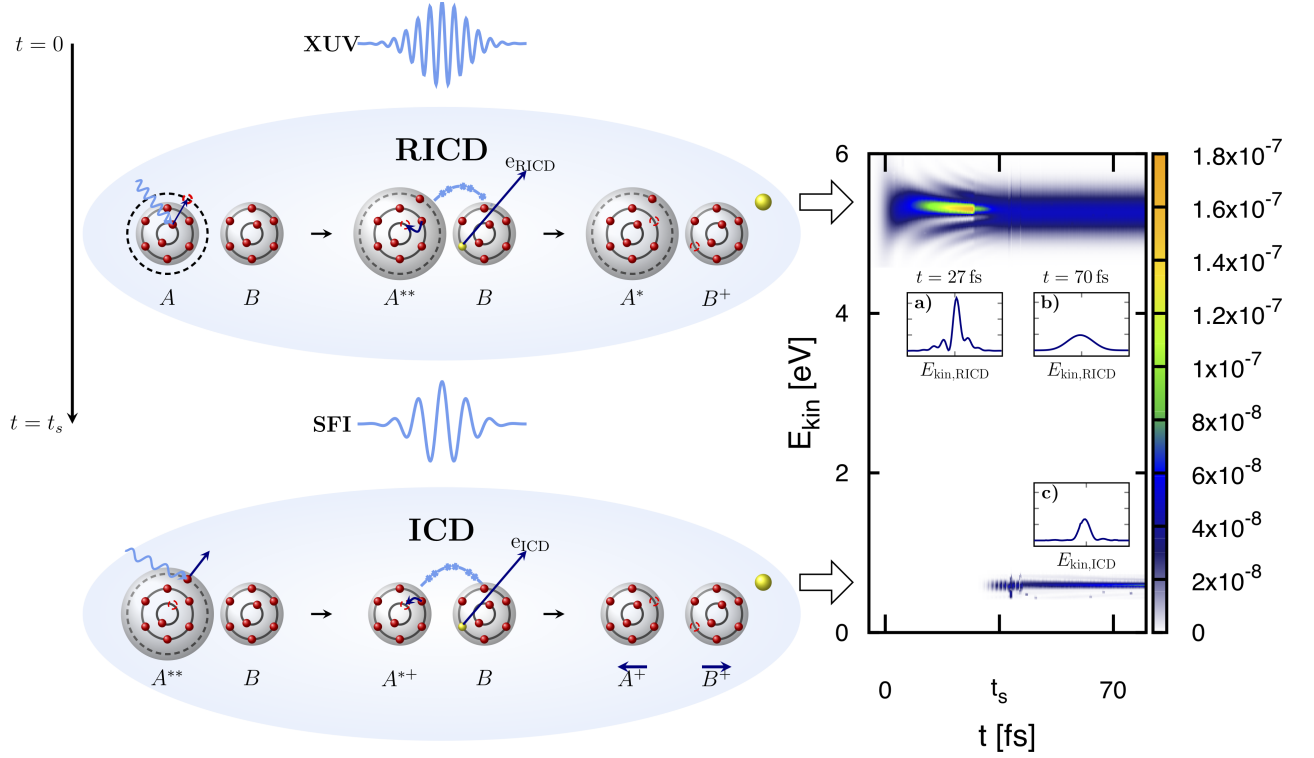 XUV
t = 0
RICD
e_RICD
A B A** B A* B⁺
t = t_s
SFI
ICD
e_ICD
A** B A*⁺ B A⁺ B⁺
E_kin [eV]
6
4
2
0
t = 27 fs t = 70 fs
a) b)
E_kin,RICD E_kin,RICD
c)
E_kin,ICD
0 t_s 70
t [fs]
1.8x10⁻⁷
1.6x10⁻⁷
1.4x10⁻⁷
1.2x10⁻⁷
1x10⁻⁷
8x10⁻⁸
6x10⁻⁸
4x10⁻⁸
2x10⁻⁸
0